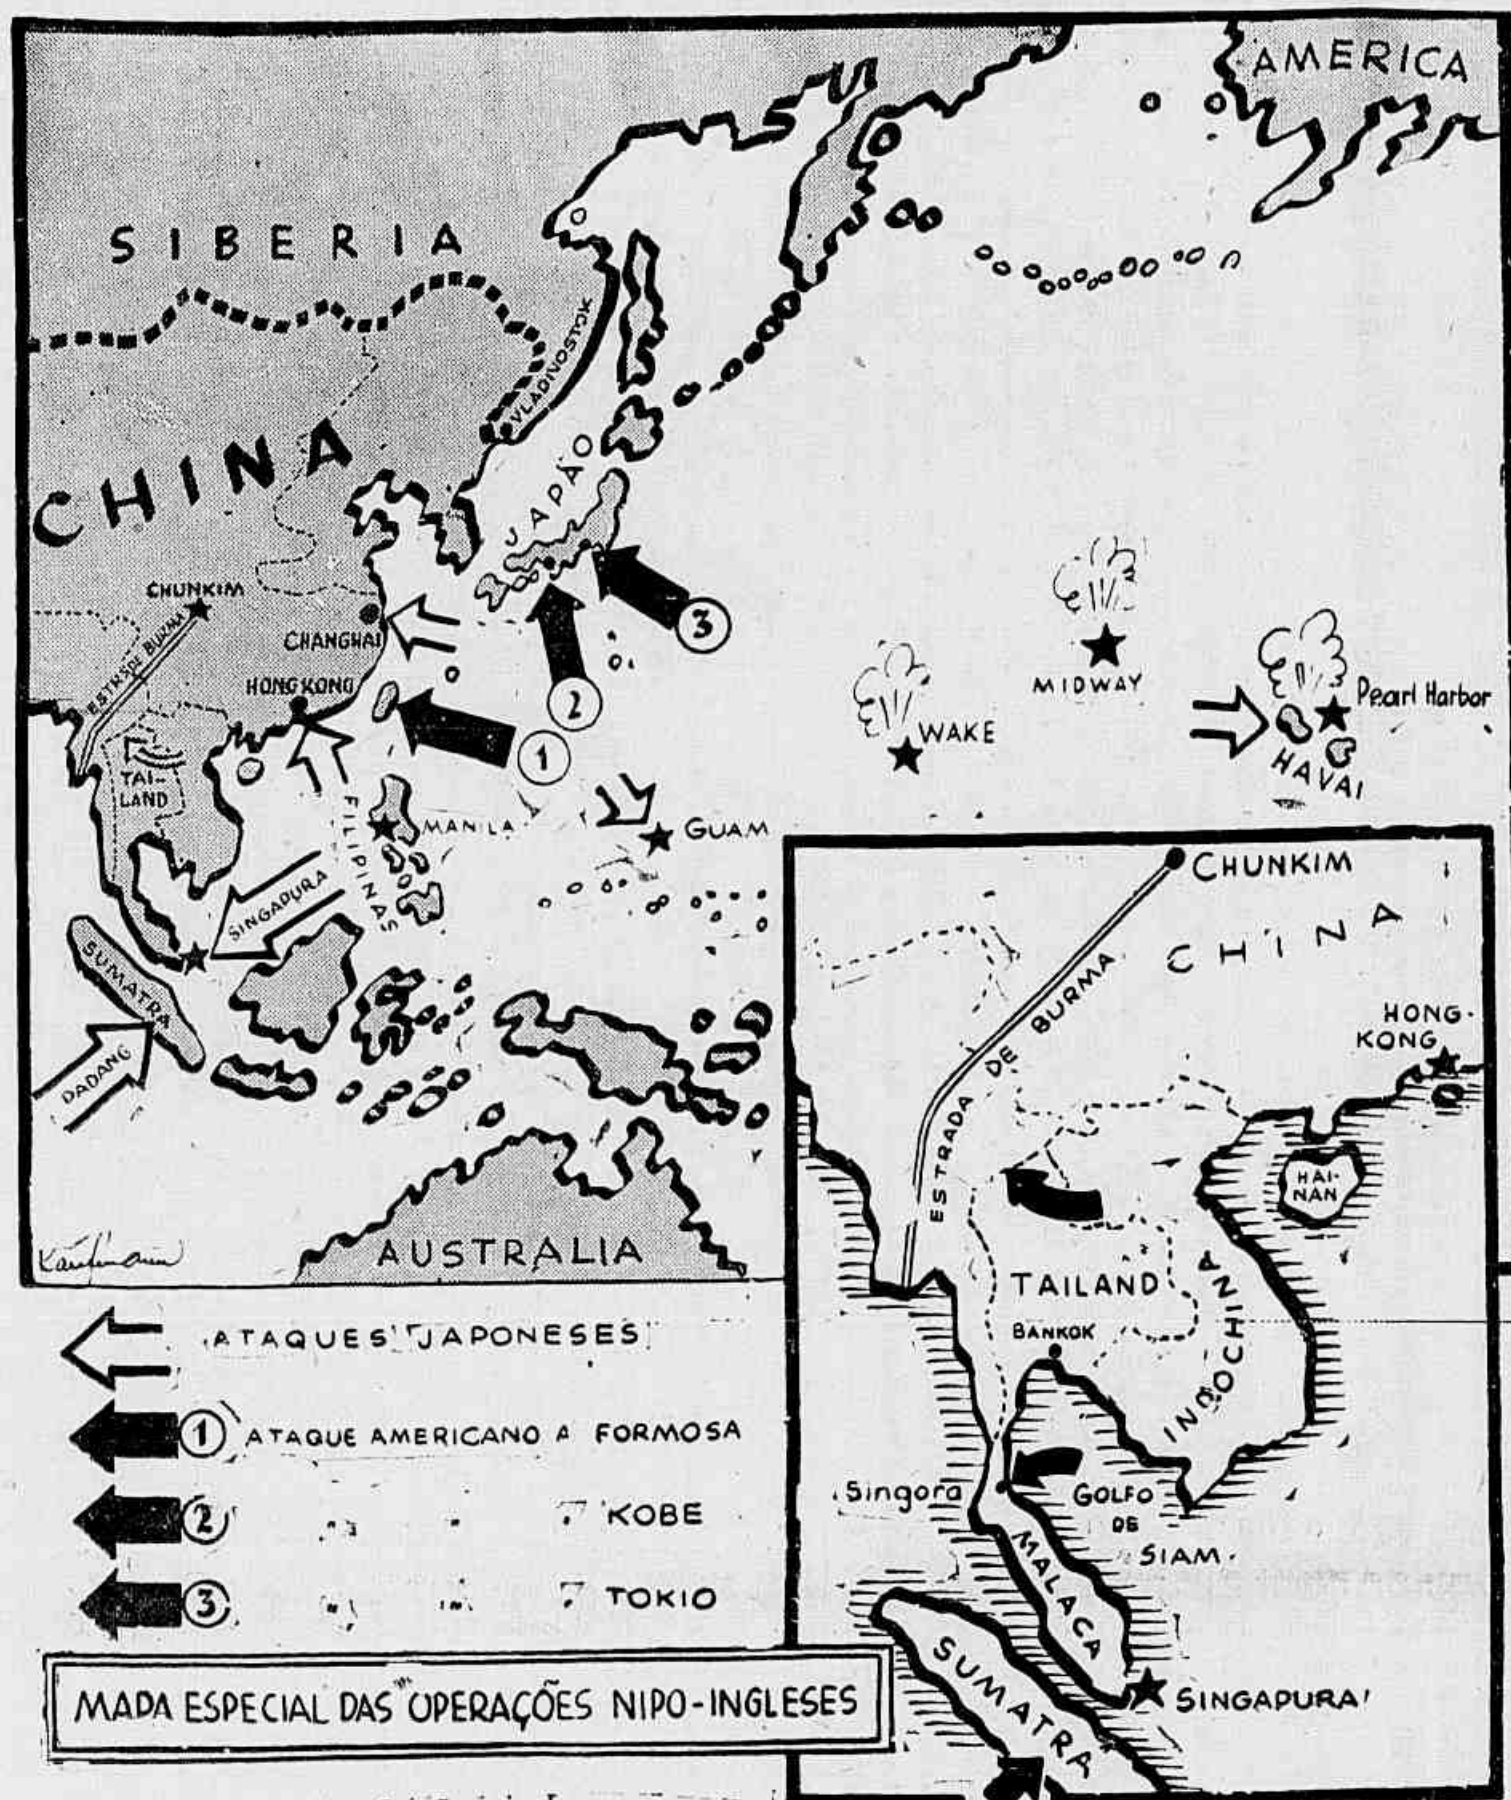 AMERICA
SIBERIA
VLADIVOSTOK
CHINA
JAPÃO
CHUNKIM
ESTRSDE BURMA
CHANGHAI
HONGKONG
3
2
1
MIDWAY
WAKE
Pearl Harbor
HAVAI
TAI-
LAND
FILIPINAS
MANILA
GUAM
SINGAPURA
SUMATRA
DADANG
AUSTRALIA
Kaufmann
ATAQUES JAPONESES
1 ATAQUE AMERICANO A FORMOSA
2 " " " KOBE
3 " " " TOKIO
MADA ESPECIAL DAS OPERAÇÕES NIPO-INGLESES
CHUNKIM
CHINA
ESTRADA DE BURMA
HONG-
KONG
HAI-
NAN
TAILAND
BANKOK
INDOCHINA
Singora
GOLFO
DE
SIAM
MALACA
SUMATRA
SINGAPURA